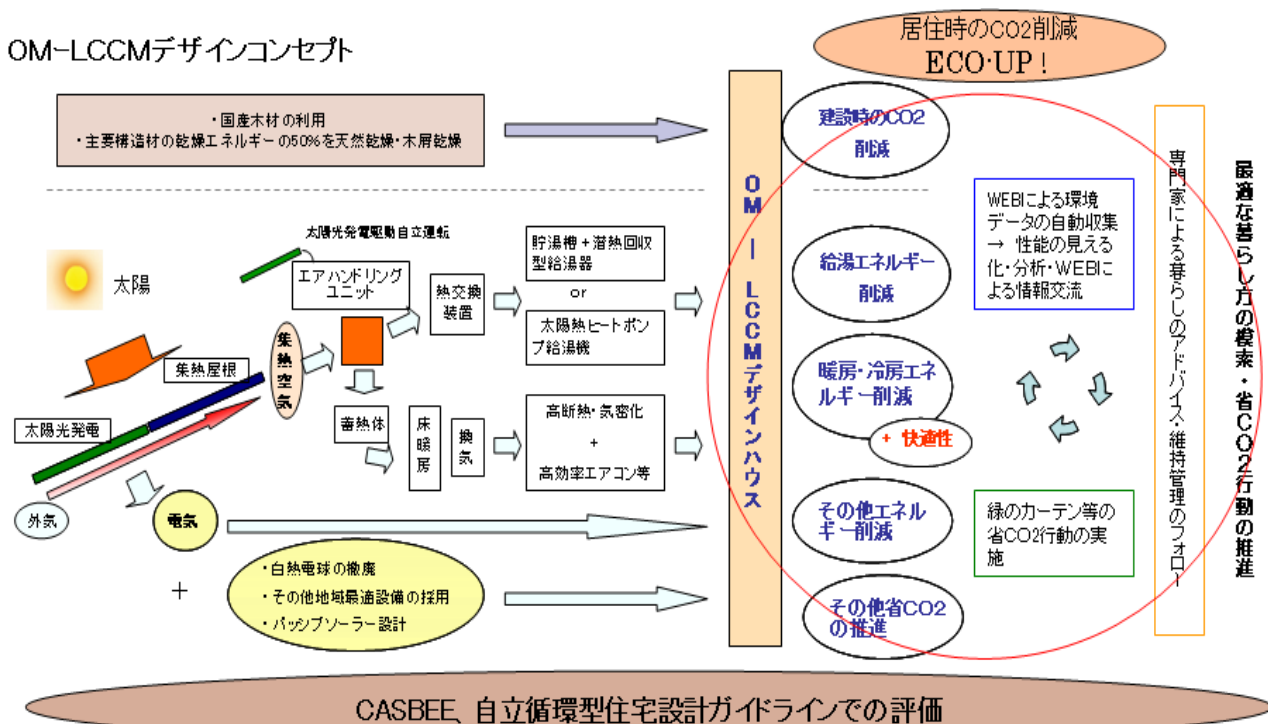 OM-LCCMデザインコンセプト
居住時のCO2削減
ECO・UP！
・国産木材の利用
・主要構造材の乾燥エネルギーの50%を天然乾燥・木屑乾燥
太陽
太陽光発電駆動自立運転
エアハンドリング
ユニット
熱交換
装置
貯湯槽＋潜熱回収
型給湯器
or
太陽熱ヒートポン
プ給湯機
集熱空気
集熱屋根
太陽光発電
外気
蓄熱体
床暖房
換気
高断熱・気密化
+
高効率エアコン等
電気
+
・白熱電球の撤廃
・その他地域最適設備の採用
・パッシブソーラー設計
OM－LCCMデザインハウス
建設時のCO2
削減
給湯エネルギー
削減
暖房・冷房エネ
ルギー削減
+ 快適性
その他エネル
ギー削減
その他省CO2
の推進
WEBによる環境
データの自動収集
→ 性能の見える
化・分析・WEBに
よる情報交流
緑のカーテン等の
省CO2行動の実
施
専門家による暮らしのアドバイス・維持管理のフォロー
最適な暮らし方の模索・省CO2行動の推進
CASBEE、自立循環型住宅設計ガイドラインでの評価